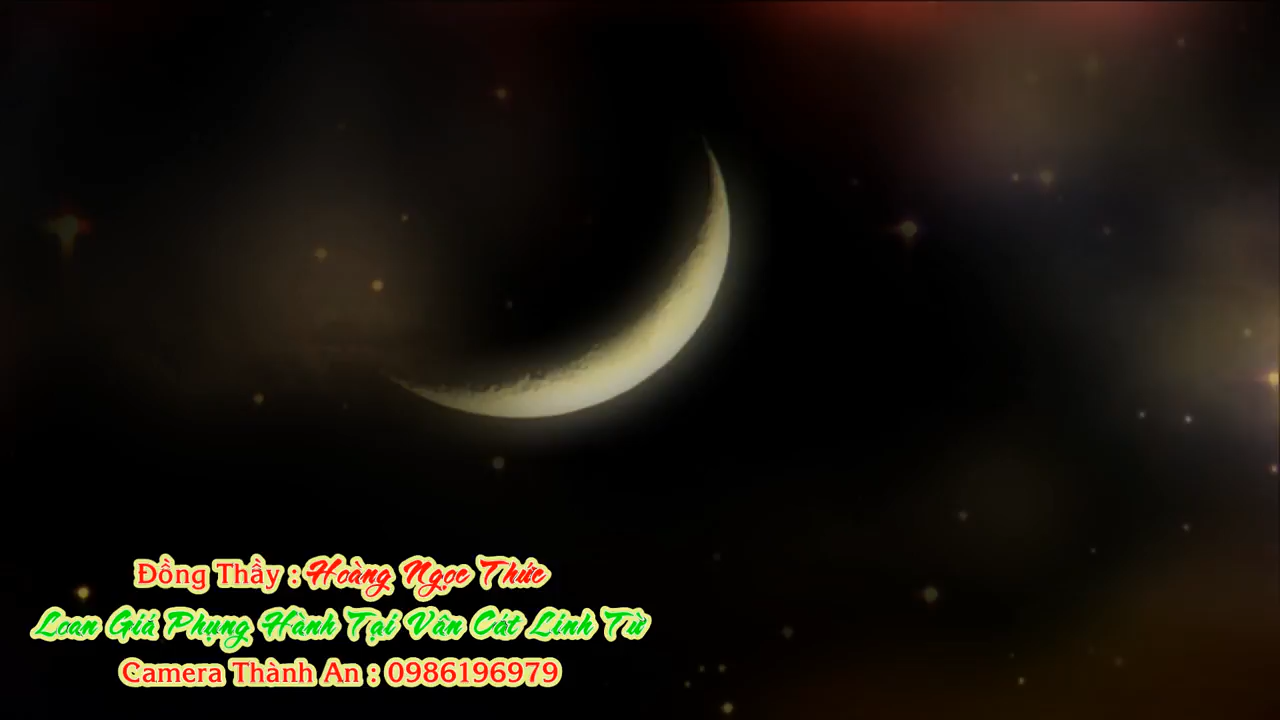 Đồng Thầy : Hoàng Ngọc Thức
Loan Giá Phụng Hành Tại Vân Cát Linh Từ
Camera Thành An : 0986196979